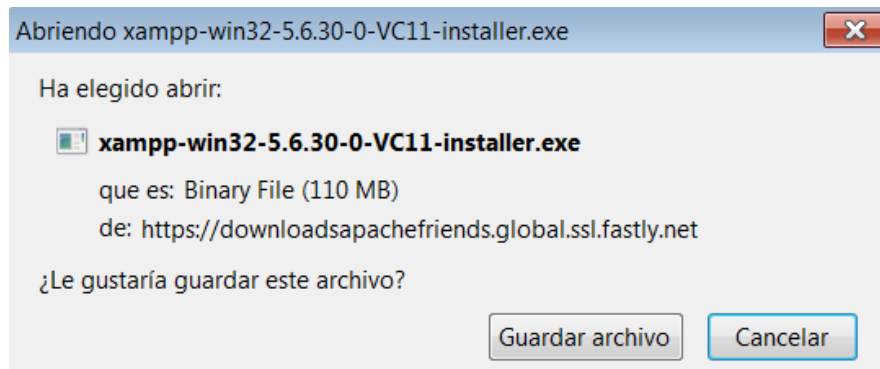 Abriendo xampp-win32-5.6.30-0-VC11-installer.exe
Ha elegido abrir:
xampp-win32-5.6.30-0-VC11-installer.exe
que es: Binary File (110 MB)
de: https://downloadsapachefriends.global.ssl.fastly.net
¿Le gustaría guardar este archivo?
Guardar archivo Cancelar